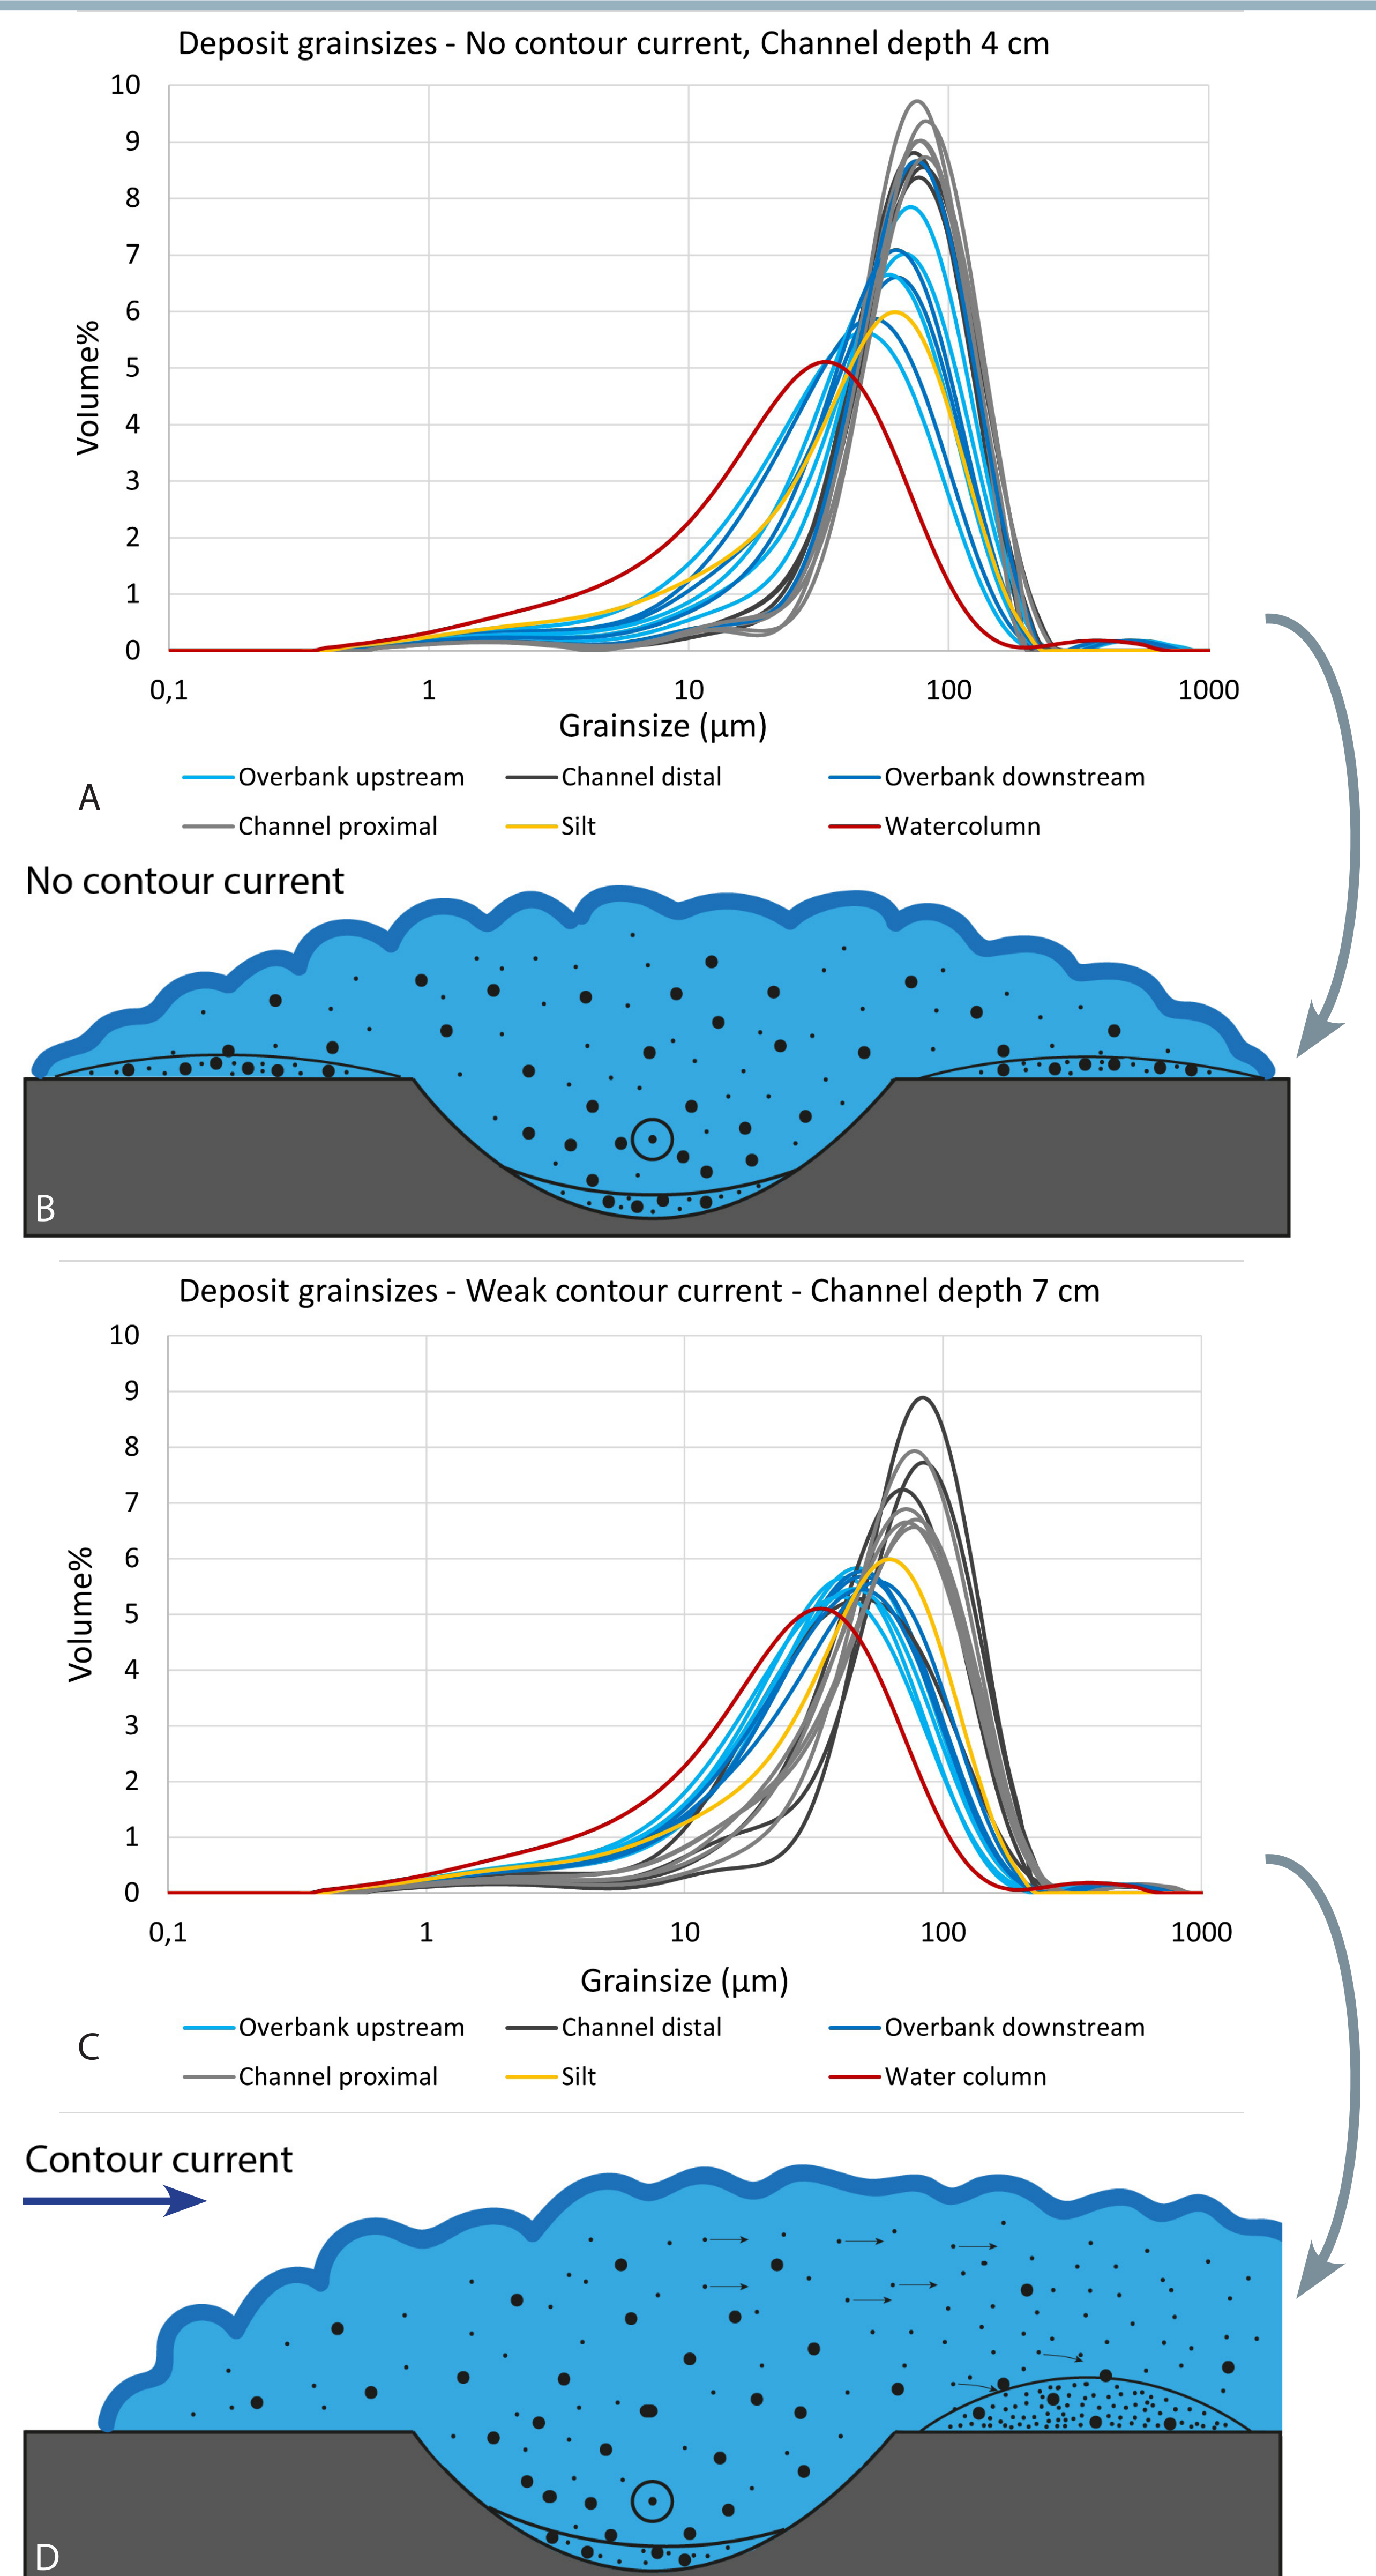 Deposit grainsizes - No contour current, Channel depth 4 cm
10
9
8
7
6
5
4
3
2
1
0
Volume%
0,1 1 10 100 1000
Grainsize (µm)
Overbank upstream Channel distal Overbank downstream
A
Channel proximal Silt Watercolumn
No contour current
B
Deposit grainsizes - Weak contour current - Channel depth 7 cm
10
9
8
7
6
5
4
3
2
1
0
Volume%
0,1 1 10 100 1000
Grainsize (µm)
Overbank upstream Channel distal Overbank downstream
C
Channel proximal Silt Water column
Contour current
D